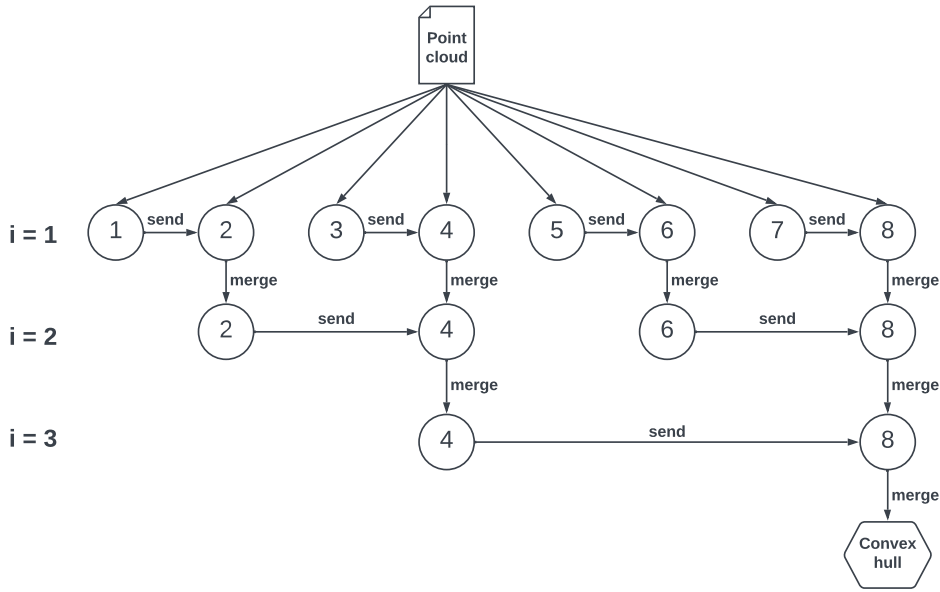 Point
cloud
send
send
send
send
i = 1
1
2
3
4
5
6
7
8
merge
merge
merge
merge
send
send
i = 2
2
4
6
8
merge
merge
send
i = 3
4
8
merge
Convex
hull